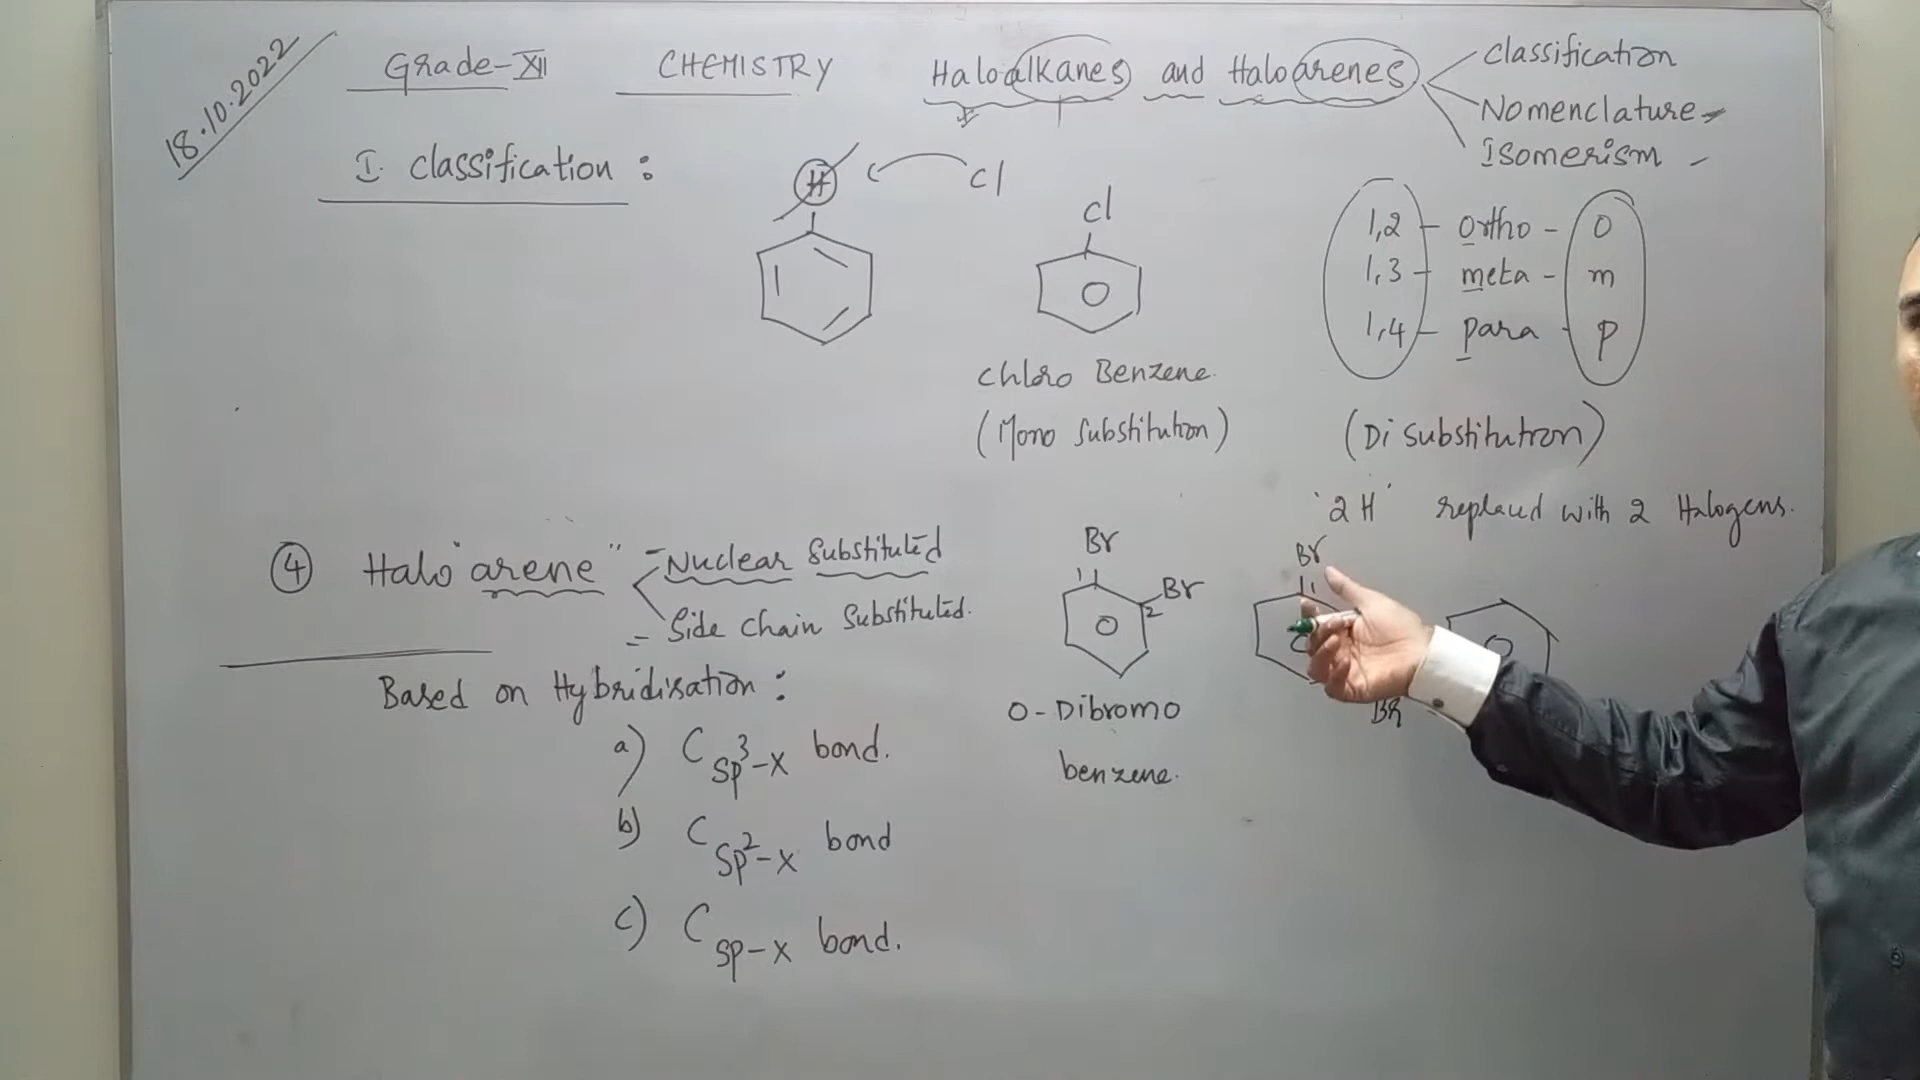 18.10.2022
Grade-XII CHEMISTRY Haloalkanes and Haloarenes
Classification
Nomenclature
Isomerism
I. Classification :
H
Cl
Cl
Chloro Benzene.
(Mono Substitution)
1,2 - ortho - O
1,3 - meta - m
1,4 - para - p
(Di substitution)
'2 H' replaced with 2 Halogens.
④ Halo "arene"
- Nuclear Substituted
= Side Chain Substituted.
Based on Hybridisation :
a) C sp³-X bond.
b) C sp²-X bond
c) C sp-X bond.
Br
1
Br
2
O-Dibromo
benzene.
Br
1
Br